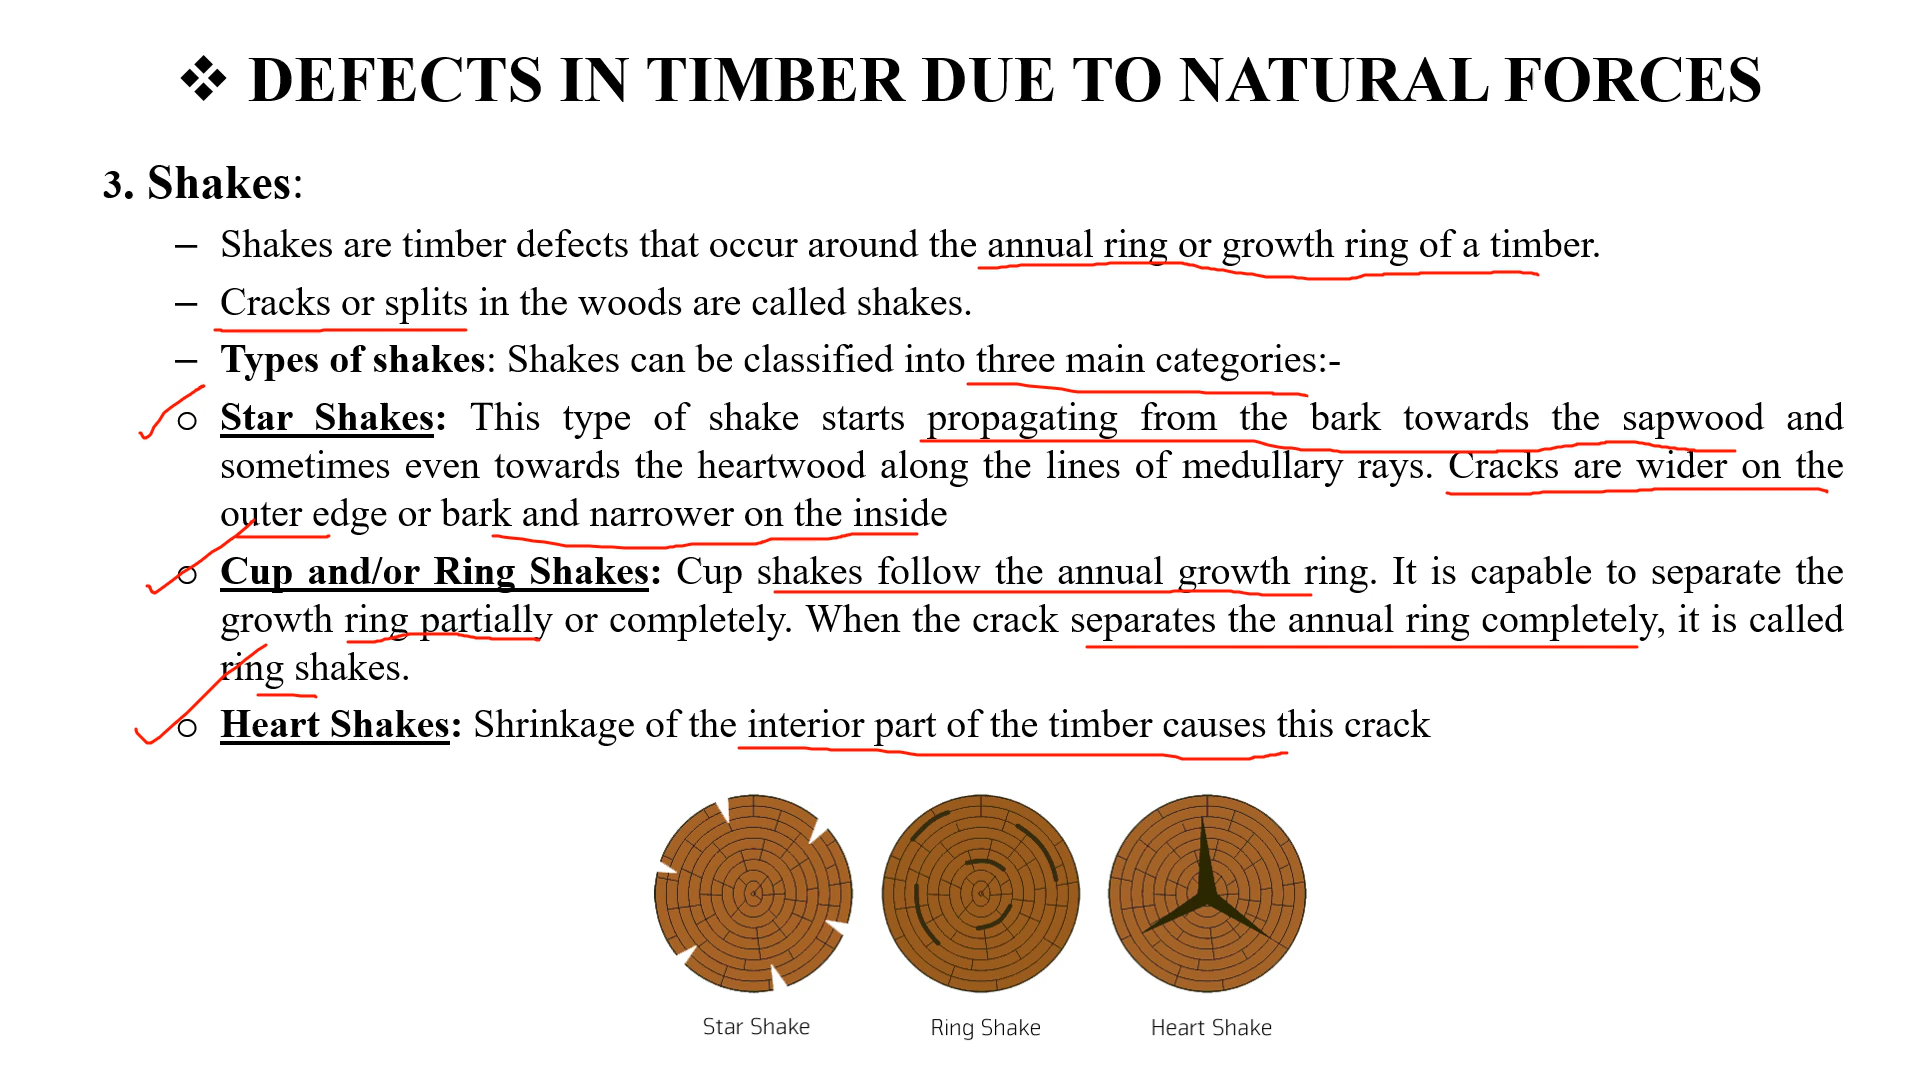 ❖ DEFECTS IN TIMBER DUE TO NATURAL FORCES
3. Shakes:
– Shakes are timber defects that occur around the annual ring or growth ring of a timber.
– Cracks or splits in the woods are called shakes.
– Types of shakes: Shakes can be classified into three main categories:-
o Star Shakes: This type of shake starts propagating from the bark towards the sapwood and
sometimes even towards the heartwood along the lines of medullary rays. Cracks are wider on the
outer edge or bark and narrower on the inside
o Cup and/or Ring Shakes: Cup shakes follow the annual growth ring. It is capable to separate the
growth ring partially or completely. When the crack separates the annual ring completely, it is called
ring shakes.
o Heart Shakes: Shrinkage of the interior part of the timber causes this crack
Star Shake
Ring Shake
Heart Shake